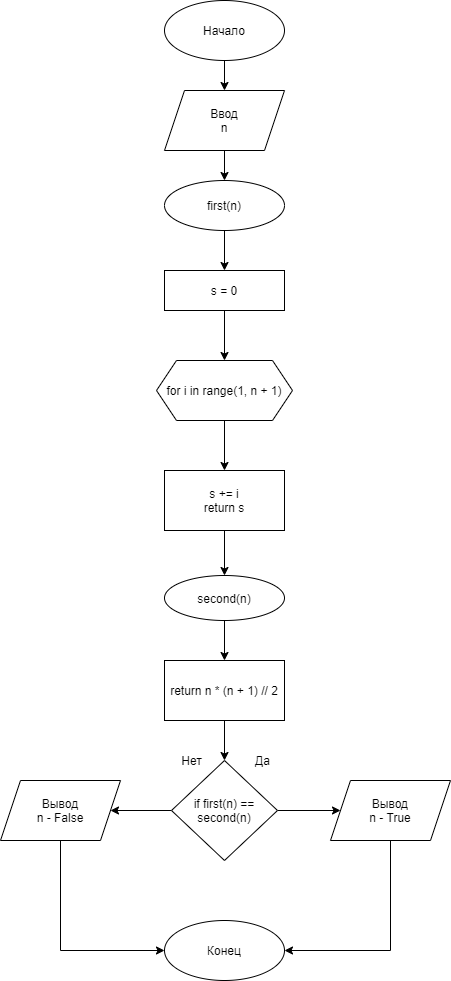 Начало
Ввод
n
first(n)
s = 0
for i in range(1, n + 1)
s += i
return s
second(n)
return n * (n + 1) // 2
Нет
Да
if first(n) ==
second(n)
Вывод
n - False
Вывод
n - True
Конец